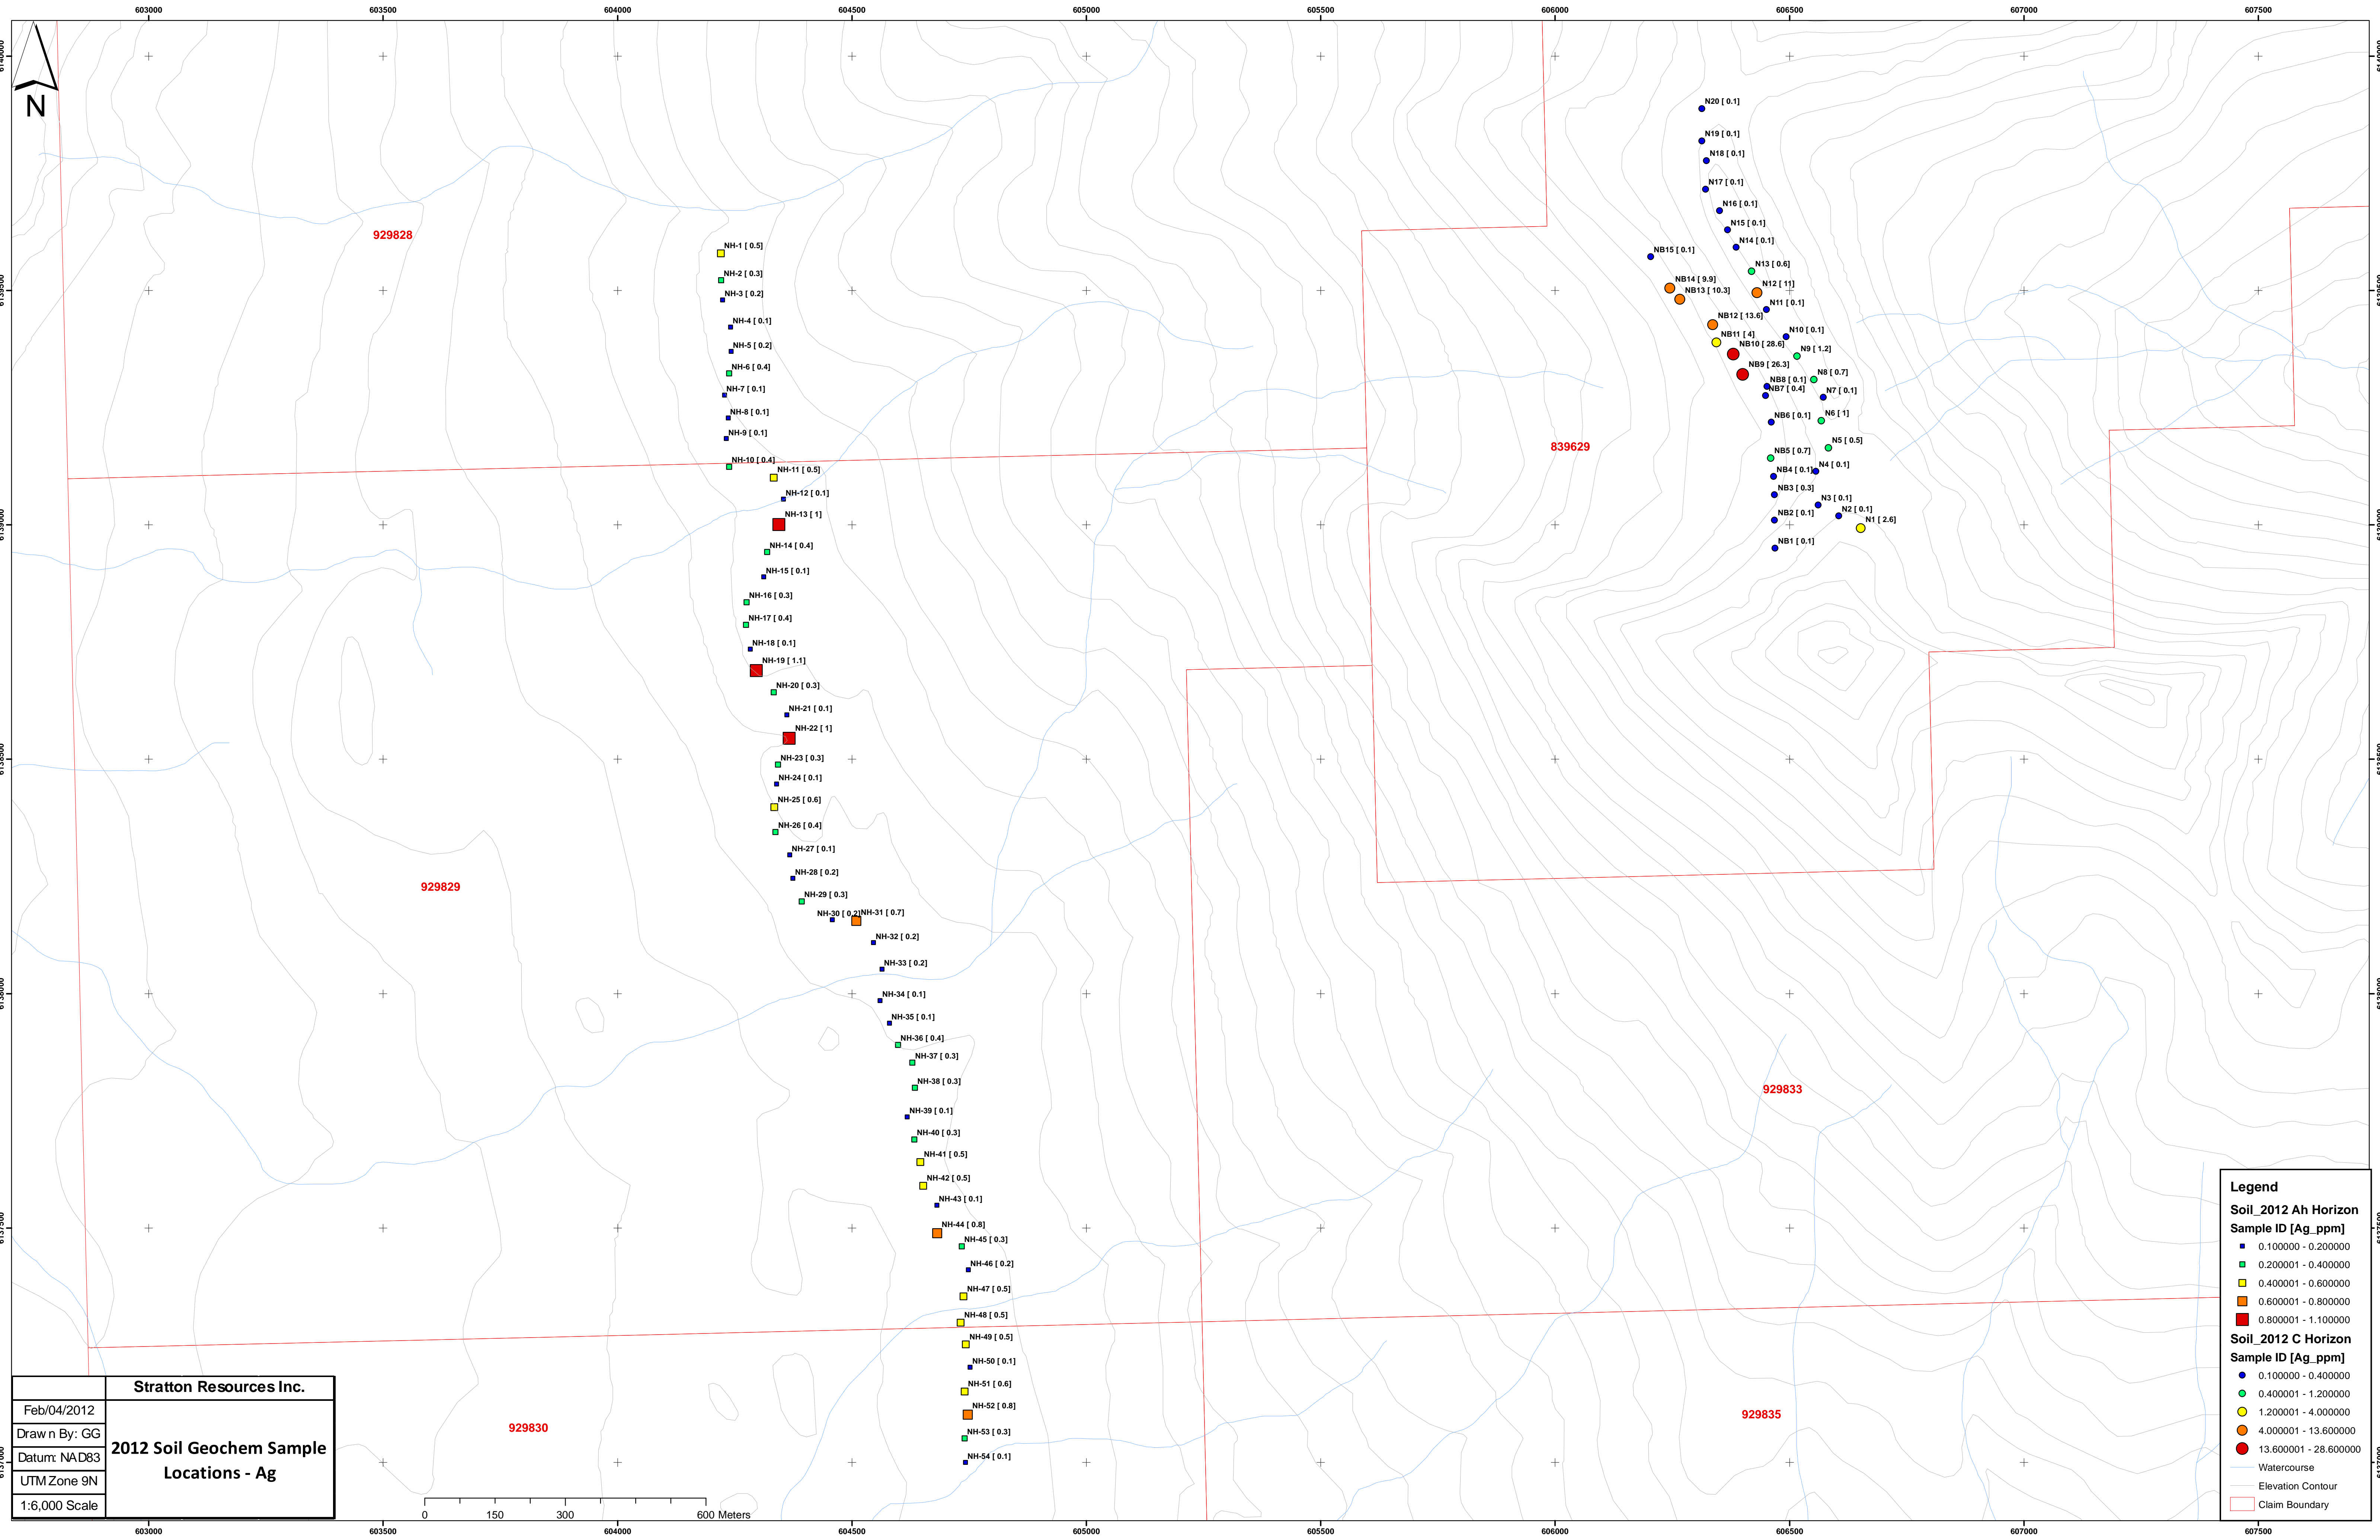 603000 603500 604000 604500 605000 605500 606000 606500 607000 607500
6140000
6139500
6139000
6138500
6138000
6137500
6137000
N
929828
839629
929829
929833
929830
929835
NH-1 [ 0.5]
NH-2 [ 0.3]
NH-3 [ 0.2]
NH-4 [ 0.1]
NH-5 [ 0.2]
NH-6 [ 0.4]
NH-7 [ 0.1]
NH-8 [ 0.1]
NH-9 [ 0.1]
NH-10 [ 0.4]
NH-11 [ 0.5]
NH-12 [ 0.1]
NH-13 [ 1]
NH-14 [ 0.4]
NH-15 [ 0.1]
NH-16 [ 0.3]
NH-17 [ 0.4]
NH-18 [ 0.1]
NH-19 [ 1.1]
NH-20 [ 0.3]
NH-21 [ 0.1]
NH-22 [ 1]
NH-23 [ 0.3]
NH-24 [ 0.1]
NH-25 [ 0.6]
NH-26 [ 0.4]
NH-27 [ 0.1]
NH-28 [ 0.2]
NH-29 [ 0.3]
NH-30 [ 0.2]
NH-31 [ 0.7]
NH-32 [ 0.2]
NH-33 [ 0.2]
NH-34 [ 0.1]
NH-35 [ 0.1]
NH-36 [ 0.4]
NH-37 [ 0.3]
NH-38 [ 0.3]
NH-39 [ 0.1]
NH-40 [ 0.3]
NH-41 [ 0.5]
NH-42 [ 0.5]
NH-43 [ 0.1]
NH-44 [ 0.8]
NH-45 [ 0.3]
NH-46 [ 0.2]
NH-47 [ 0.5]
NH-48 [ 0.5]
NH-49 [ 0.5]
NH-50 [ 0.1]
NH-51 [ 0.6]
NH-52 [ 0.8]
NH-53 [ 0.3]
NH-54 [ 0.1]
N20 [ 0.1]
N19 [ 0.1]
N18 [ 0.1]
N17 [ 0.1]
N16 [ 0.1]
N15 [ 0.1]
N14 [ 0.1]
N13 [ 0.6]
N12 [ 11]
N11 [ 0.1]
N10 [ 0.1]
N9 [ 1.2]
N8 [ 0.7]
N7 [ 0.1]
N6 [ 1]
N5 [ 0.5]
N4 [ 0.1]
N3 [ 0.1]
N2 [ 0.1]
N1 [ 2.6]
NB15 [ 0.1]
NB14 [ 9.9]
NB13 [ 10.3]
NB12 [ 13.6]
NB11 [ 4]
NB10 [ 28.6]
NB9 [ 26.3]
NB8 [ 0.1]
NB7 [ 0.4]
NB6 [ 0.1]
NB5 [ 0.7]
NB4 [ 0.1]
NB3 [ 0.3]
NB2 [ 0.1]
NB1 [ 0.1]
Legend
Soil_2012 Ah Horizon
Sample ID [Ag_ppm]
0.100000 - 0.200000
0.200001 - 0.400000
0.400001 - 0.600000
0.600001 - 0.800000
0.800001 - 1.100000
Soil_2012 C Horizon
Sample ID [Ag_ppm]
0.100000 - 0.400000
0.400001 - 1.200000
1.200001 - 4.000000
4.000001 - 13.600000
13.600001 - 28.600000
Watercourse
Elevation Contour
Claim Boundary
Stratton Resources Inc.
Feb/04/2012
Drawn By: GG
Datum: NAD83
UTM Zone 9N
1:6,000 Scale
2012 Soil Geochem Sample
Locations - Ag
0 150 300 600 Meters
603000 603500 604000 604500 605000 605500 606000 606500 607000 607500
6140000
6139500
6139000
6138500
6138000
6137500
6137000